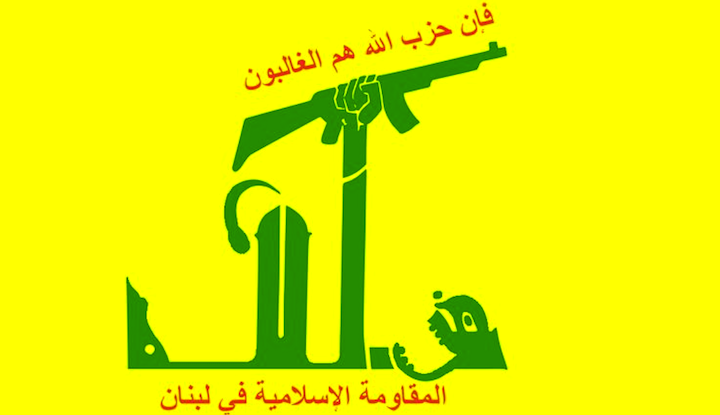 فإن حزب الله هم الغالبون
المقاومة الإسلامية في لبنان